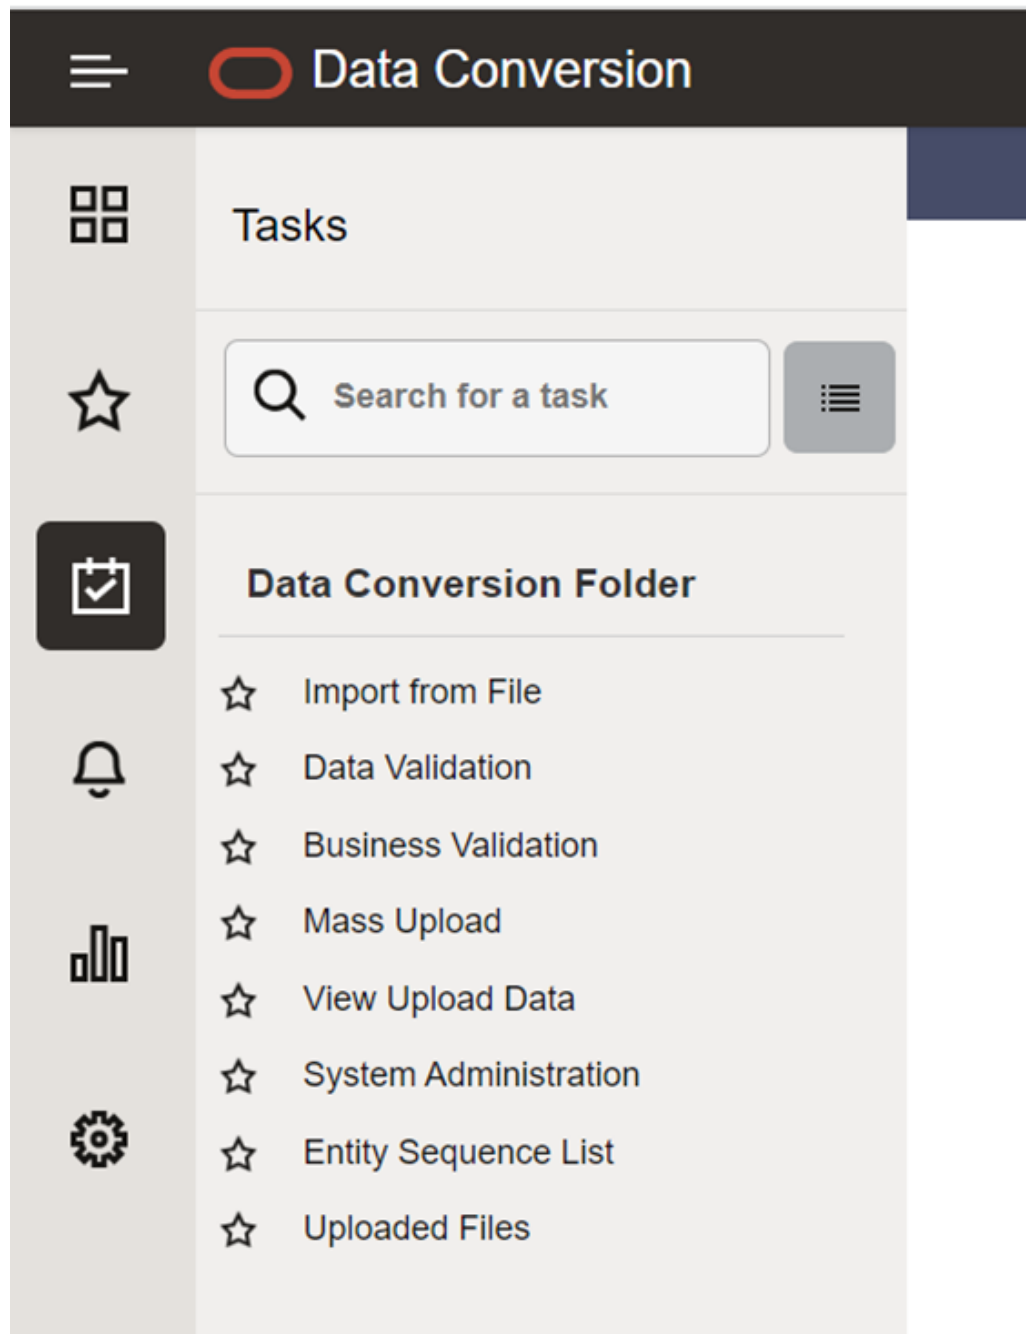 Data Conversion
Tasks
Search for a task
Data Conversion Folder
Import from File
Data Validation
Business Validation
Mass Upload
View Upload Data
System Administration
Entity Sequence List
Uploaded Files